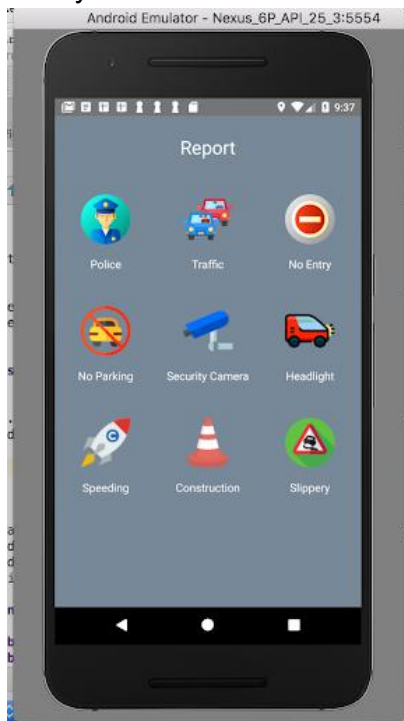 Android Emulator - Nexus_6P_API_25_3:5554
9:37
Report
Police Traffic No Entry
No Parking Security Camera Headlight
Speeding Construction Slippery